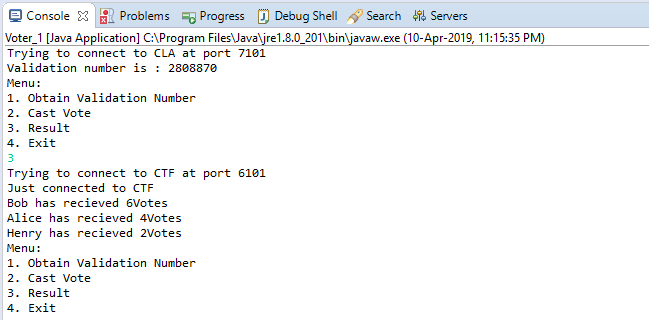 Console Problems Progress Debug Shell Search Servers
Voter_1 [Java Application] C:\Program Files\Java\jre1.8.0_201\bin\javaw.exe (10-Apr-2019, 11:15:35 PM)
Trying to connect to CLA at port 7101
Validation number is : 2808870
Menu:
1. Obtain Validation Number
2. Cast Vote
3. Result
4. Exit
3
Trying to connect to CTF at port 6101
Just connected to CTF
Bob has recieved 6Votes
Alice has recieved 4Votes
Henry has recieved 2Votes
Menu:
1. Obtain Validation Number
2. Cast Vote
3. Result
4. Exit